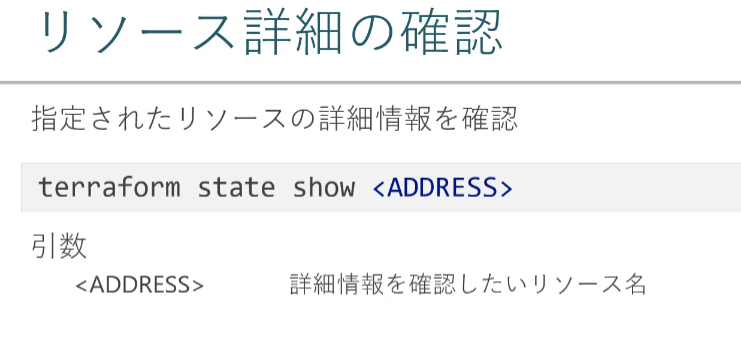 リソース詳細の確認
指定されたリソースの詳細情報を確認
terraform state show <ADDRESS>
引数
<ADDRESS> 詳細情報を確認したいリソース名